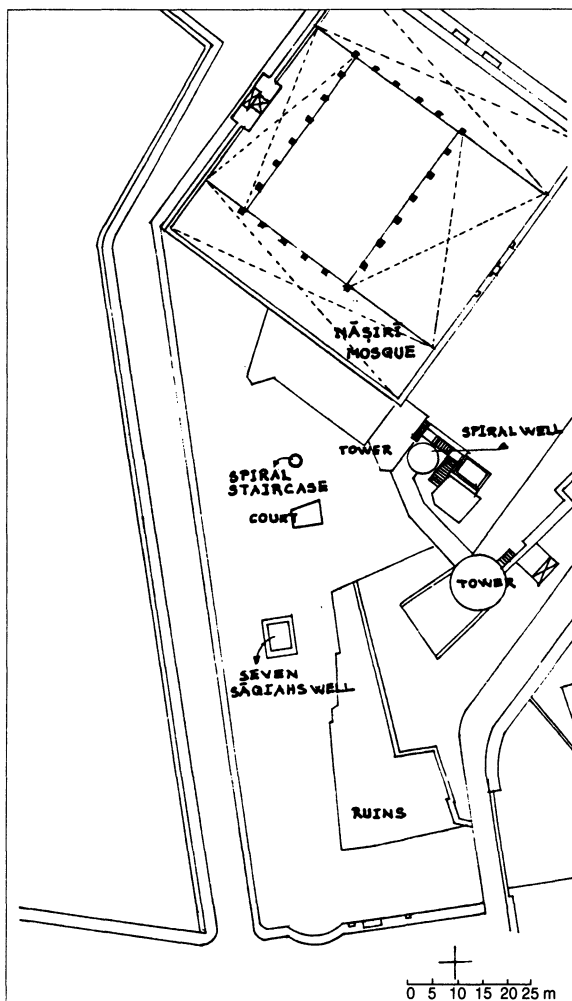 NĀṢIRĪ
MOSQUE
TOWER
SPIRAL WELL
SPIRAL
STAIRCASE
COURT
TOWER
SEVEN
SĀQIAHS WELL
RUINS
0 5 10 15 20 25 m